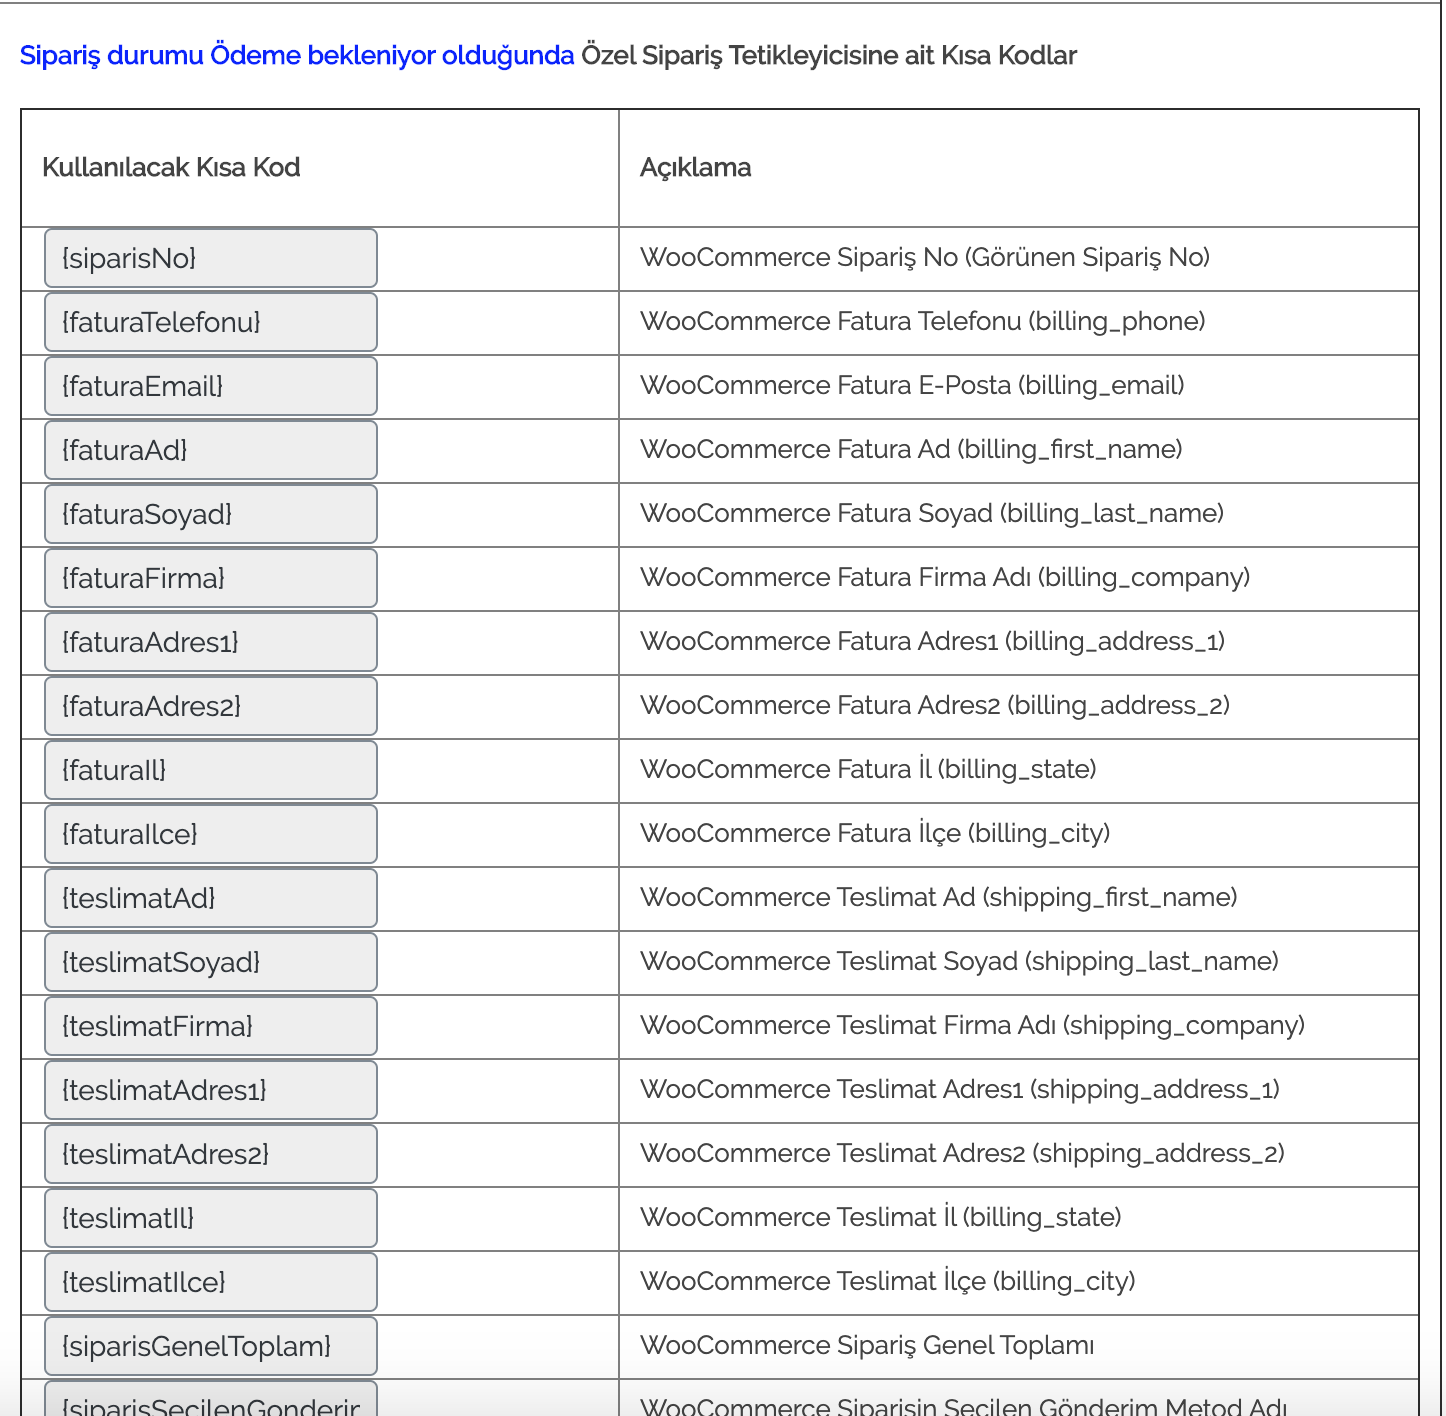 Sipariş durumu Ödeme bekleniyor olduğunda Özel Sipariş Tetikleyicisine ait Kısa Kodlar
Kullanılacak Kısa Kod Açıklama
{siparisNo} WooCommerce Sipariş No (Görünen Sipariş No)
{faturaTelefonu} WooCommerce Fatura Telefonu (billing_phone)
{faturaEmail} WooCommerce Fatura E-Posta (billing_email)
{faturaAd} WooCommerce Fatura Ad (billing_first_name)
{faturaSoyad} WooCommerce Fatura Soyad (billing_last_name)
{faturaFirma} WooCommerce Fatura Firma Adı (billing_company)
{faturaAdres1} WooCommerce Fatura Adres1 (billing_address_1)
{faturaAdres2} WooCommerce Fatura Adres2 (billing_address_2)
{faturaIl} WooCommerce Fatura İl (billing_state)
{faturaIlce} WooCommerce Fatura İlçe (billing_city)
{teslimatAd} WooCommerce Teslimat Ad (shipping_first_name)
{teslimatSoyad} WooCommerce Teslimat Soyad (shipping_last_name)
{teslimatFirma} WooCommerce Teslimat Firma Adı (shipping_company)
{teslimatAdres1} WooCommerce Teslimat Adres1 (shipping_address_1)
{teslimatAdres2} WooCommerce Teslimat Adres2 (shipping_address_2)
{teslimatIl} WooCommerce Teslimat İl (billing_state)
{teslimatIlce} WooCommerce Teslimat İlçe (billing_city)
{siparisGenelToplam} WooCommerce Sipariş Genel Toplamı
WooCommerce Siparişin Seçilen Gönderim Metod Adı